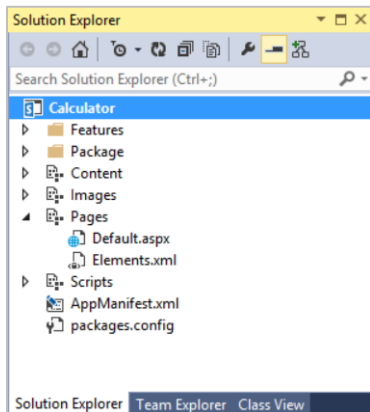 Solution Explorer
Search Solution Explorer (Ctrl+;)
Calculator
Features
Package
Content
Images
Pages
Default.aspx
Elements.xml
Scripts
AppManifest.xml
packages.config
Solution Explorer Team Explorer Class View